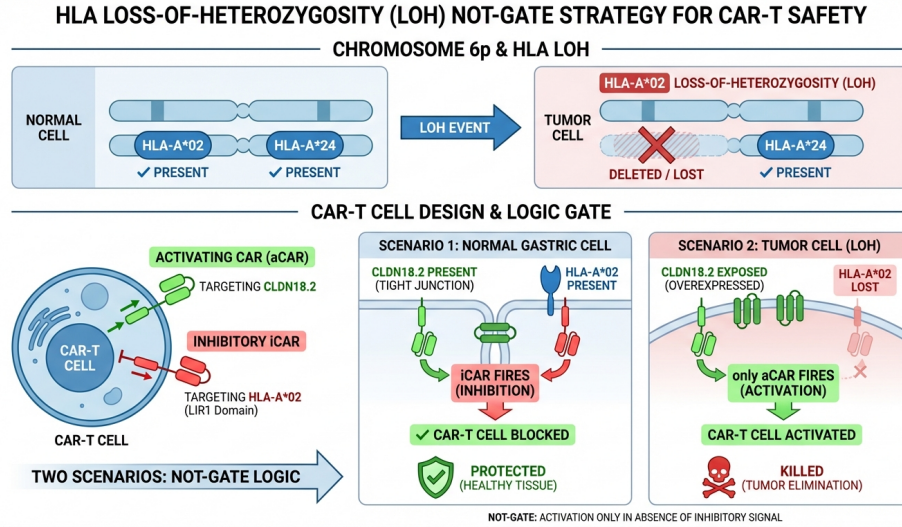 HLA LOSS-OF-HETEROZYGOSITY (LOH) NOT-GATE STRATEGY FOR CAR-T SAFETY
CHROMOSOME 6p & HLA LOH
NORMAL
CELL
HLA-A*02
HLA-A*24
✓ PRESENT
✓ PRESENT
LOH EVENT
HLA-A*02 LOSS-OF-HETEROZYGOSITY (LOH)
TUMOR
CELL
HLA-A*24
DELETED / LOST
✓ PRESENT
CAR-T CELL DESIGN & LOGIC GATE
ACTIVATING CAR (aCAR)
TARGETING CLDN18.2
CAR-T
CELL
INHIBITORY iCAR
TARGETING HLA-A*02
(LIR1 Domain)
CAR-T CELL
TWO SCENARIOS: NOT-GATE LOGIC
SCENARIO 1: NORMAL GASTRIC CELL
CLDN18.2 PRESENT
(TIGHT JUNCTION)
HLA-A*02
PRESENT
iCAR FIRES
(INHIBITION)
✓ CAR-T CELL BLOCKED
PROTECTED
(HEALTHY TISSUE)
SCENARIO 2: TUMOR CELL (LOH)
CLDN18.2 EXPOSED
(OVEREXPRESSED)
HLA-A*02
LOST
only aCAR FIRES
(ACTIVATION)
CAR-T CELL ACTIVATED
KILLED
(TUMOR ELIMINATION)
NOT-GATE: ACTIVATION ONLY IN ABSENCE OF INHIBITORY SIGNAL